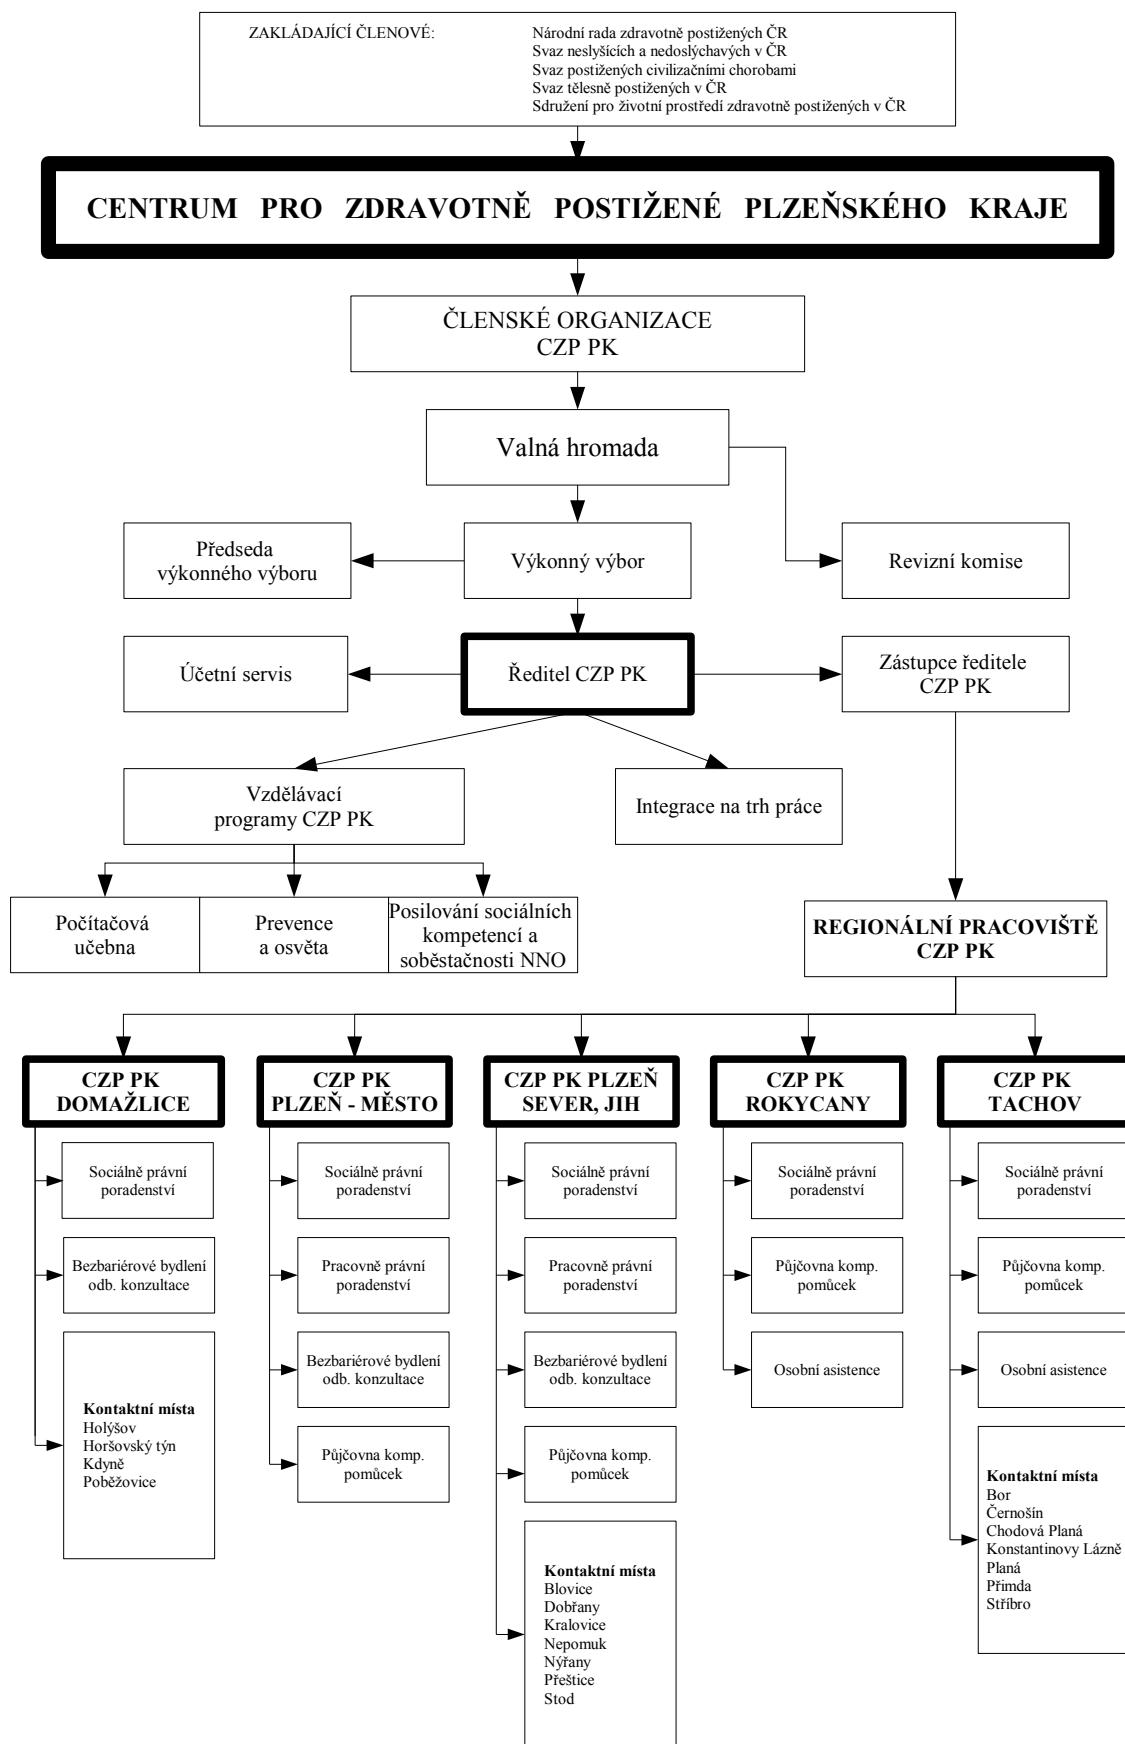 ZAKLÁDAJÍCÍ ČLENOVÉ:
Národní rada zdravotně postižených ČR
Svaz neslyšících a nedoslýchavých v ČR
Svaz postižených civilizačními chorobami
Svaz tělesně postižených v ČR
Sdružení pro životní prostředí zdravotně postižených v ČR
CENTRUM PRO ZDRAVOTNĚ POSTIŽENÉ PLZEŇSKÉHO KRAJE
ČLENSKÉ ORGANIZACE
CZP PK
Valná hromada
Předseda
výkonného výboru
Výkonný výbor
Revizní komise
Účetní servis
Ředitel CZP PK
Zástupce ředitele
CZP PK
Vzdělávací
programy CZP PK
Integrace na trh práce
Počítačová
učebna
Prevence
a osvěta
Posilování sociálních
kompetencí a
soběstačnosti NNO
REGIONÁLNÍ PRACOVIŠTĚ
CZP PK
CZP PK
DOMAŽLICE
CZP PK
PLZEŇ - MĚSTO
CZP PK PLZEŇ
SEVER, JIH
CZP PK
ROKYCANY
CZP PK
TACHOV
Sociálně právní
poradenství
Bezbariérové bydlení
odb. konzultace
Kontaktní místa
Holýšov
Horšovský týn
Kdyně
Poběžovice
Sociálně právní
poradenství
Pracovně právní
poradenství
Bezbariérové bydlení
odb. konzultace
Půjčovna komp.
pomůcek
Sociálně právní
poradenství
Pracovně právní
poradenství
Bezbariérové bydlení
odb. konzultace
Půjčovna komp.
pomůcek
Kontaktní místa
Blovice
Dobřany
Kralovice
Nepomuk
Nýřany
Přeštice
Stod
Sociálně právní
poradenství
Půjčovna komp.
pomůcek
Osobní asistence
Sociálně právní
poradenství
Půjčovna komp.
pomůcek
Osobní asistence
Kontaktní místa
Bor
Černošín
Chodová Planá
Konstantinovy Lázně
Planá
Přimda
Stříbro